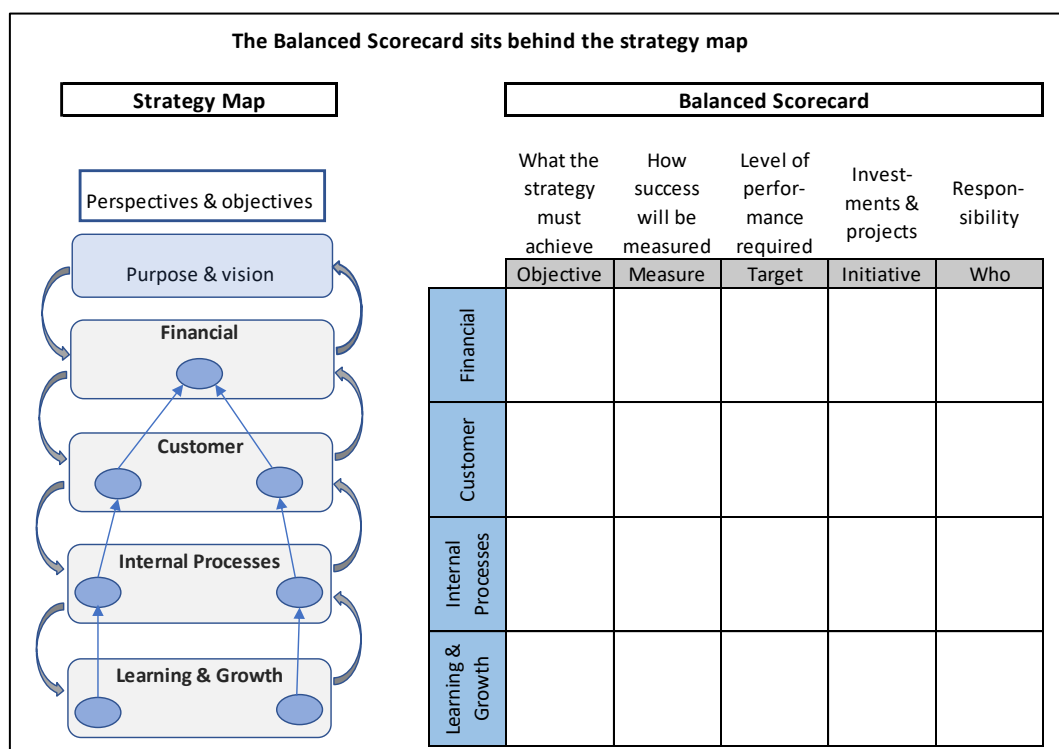 The Balanced Scorecard sits behind the strategy map
Strategy Map
Perspectives & objectives
Purpose & vision
Financial
Customer
Internal Processes
Learning & Growth
Balanced Scorecard
What the
strategy
must
achieve
How
success
will be
measured
Level of
perfor-
mance
required
Invest-
ments &
projects
Respon-
sibility
Objective
Measure
Target
Initiative
Who
Financial
Customer
Internal
Processes
Learning &
Growth